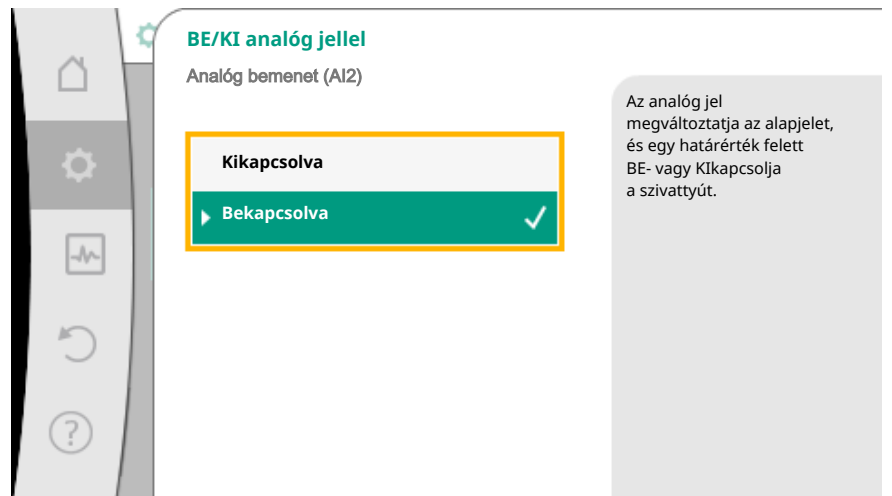 BE/KI analóg jellel
Analóg bemenet (AI2)
Kikapcsolva
Bekapcsolva
Az analóg jel
megváltoztatja az alapjelet,
és egy határérték felett
BE- vagy KIkapcsolja
a szivattyút.